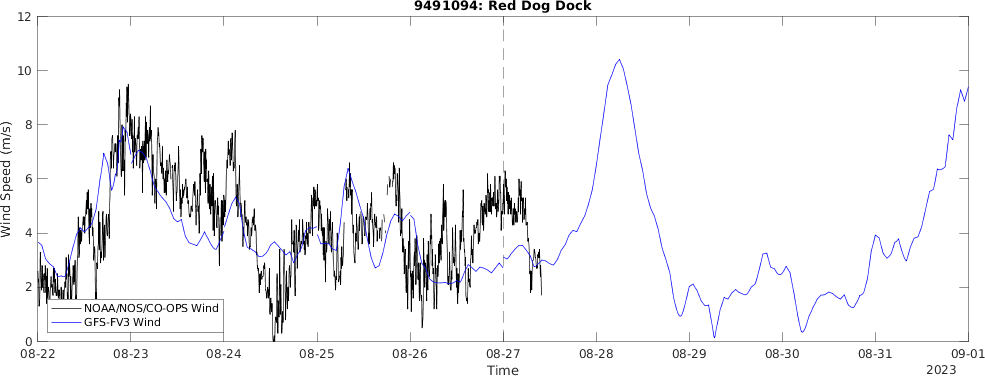 9491094: Red Dog Dock
Wind Speed (m/s)
12
10
8
6
4
2
0
NOAA/NOS/CO-OPS Wind
GFS-FV3 Wind
08-22 08-23 08-24 08-25 08-26 08-27 08-28 08-29 08-30 08-31 09-01
Time
2023